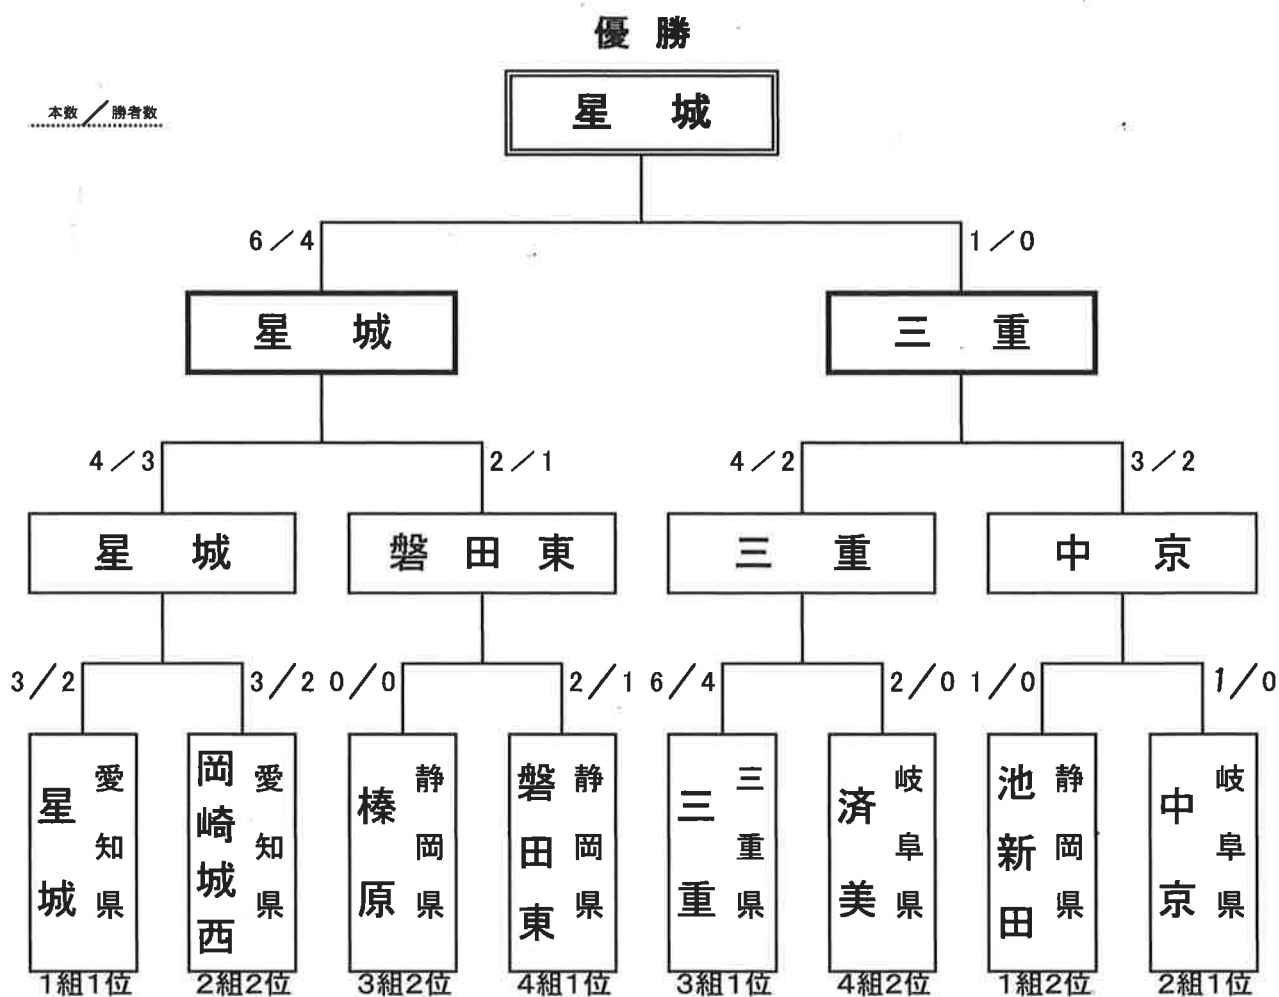 優勝
本数／勝者数
星城
6／4
1／0
星城
三重
4／3
2／1
4／2
3／2
星城
磐田東
三重
中京
3／2
3／2
0／0
2／1
6／4
2／0
1／0
1／0
星城
愛知県
岡崎城西
愛知県
榛原
静岡県
磐田東
静岡県
三重
三重県
済美
岐阜県
池新田
静岡県
中京
岐阜県
1組1位
2組2位
3組2位
4組1位
3組1位
4組2位
1組2位
2組1位